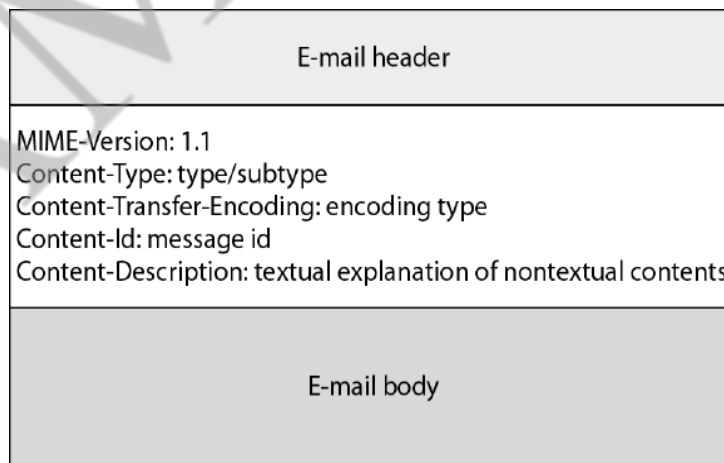 E-mail header
MIME-Version: 1.1
Content-Type: type/subtype
Content-Transfer-Encoding: encoding type
Content-Id: message id
Content-Description: textual explanation of nontextual contents
E-mail body